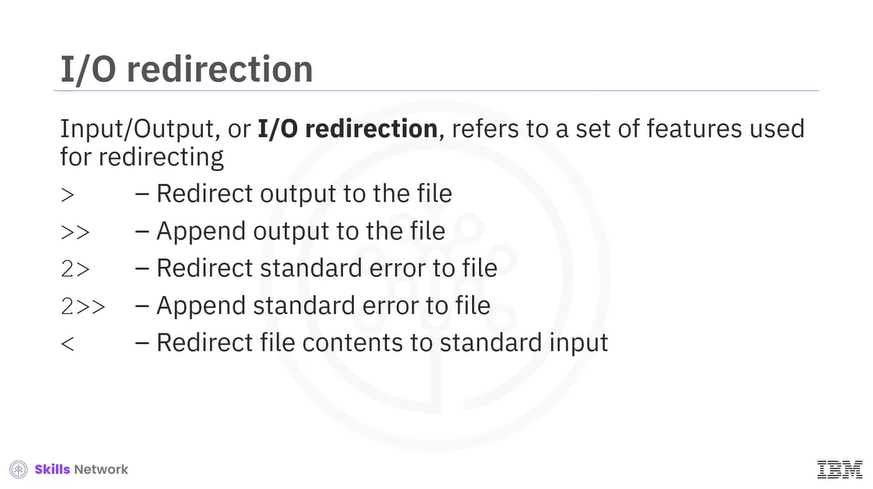 I/O redirection
Input/Output, or I/O redirection, refers to a set of features used
for redirecting
> – Redirect output to the file
>> – Append output to the file
2> – Redirect standard error to file
2>> – Append standard error to file
< – Redirect file contents to standard input
Skills Network
IBM